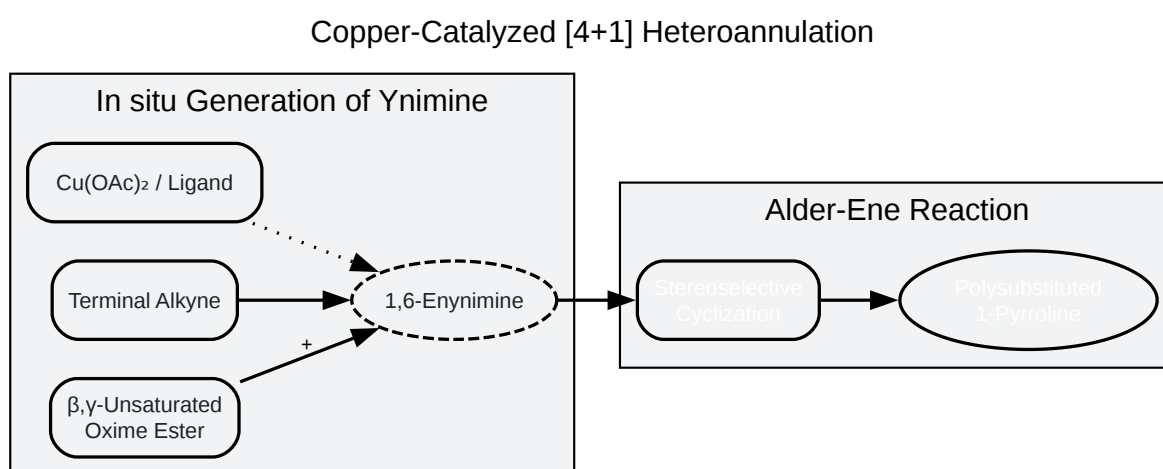 Copper-Catalyzed [4+1] Heteroannulation
In situ Generation of Ynimine
Cu(OAc)₂ / Ligand
Terminal Alkyne
+
β,γ-Unsaturated
Oxime Ester
1,6-Enynimine
Alder-Ene Reaction
Stereoselective
Cyclization
Polysubstituted
1-Pyrroline